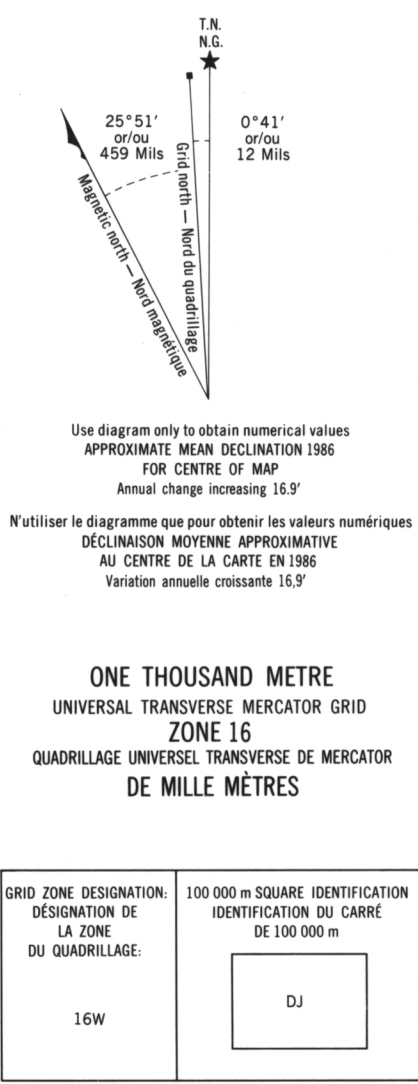 T.N.
N.G.
25°51′
or/ou
459 Mils
0°41′
or/ou
12 Mils
Magnetic north — Nord magnétique
Grid north — Nord du quadrillage
Use diagram only to obtain numerical values
APPROXIMATE MEAN DECLINATION 1986
FOR CENTRE OF MAP
Annual change increasing 16.9′
N'utiliser le diagramme que pour obtenir les valeurs numériques
DÉCLINAISON MOYENNE APPROXIMATIVE
AU CENTRE DE LA CARTE EN 1986
Variation annuelle croissante 16,9′
ONE THOUSAND METRE
UNIVERSAL TRANSVERSE MERCATOR GRID
ZONE 16
QUADRILLAGE UNIVERSEL TRANSVERSE DE MERCATOR
DE MILLE MÈTRES
GRID ZONE DESIGNATION:
DÉSIGNATION DE
LA ZONE
DU QUADRILLAGE:
16W
100 000 m SQUARE IDENTIFICATION
IDENTIFICATION DU CARRÉ
DE 100 000 m
DJ